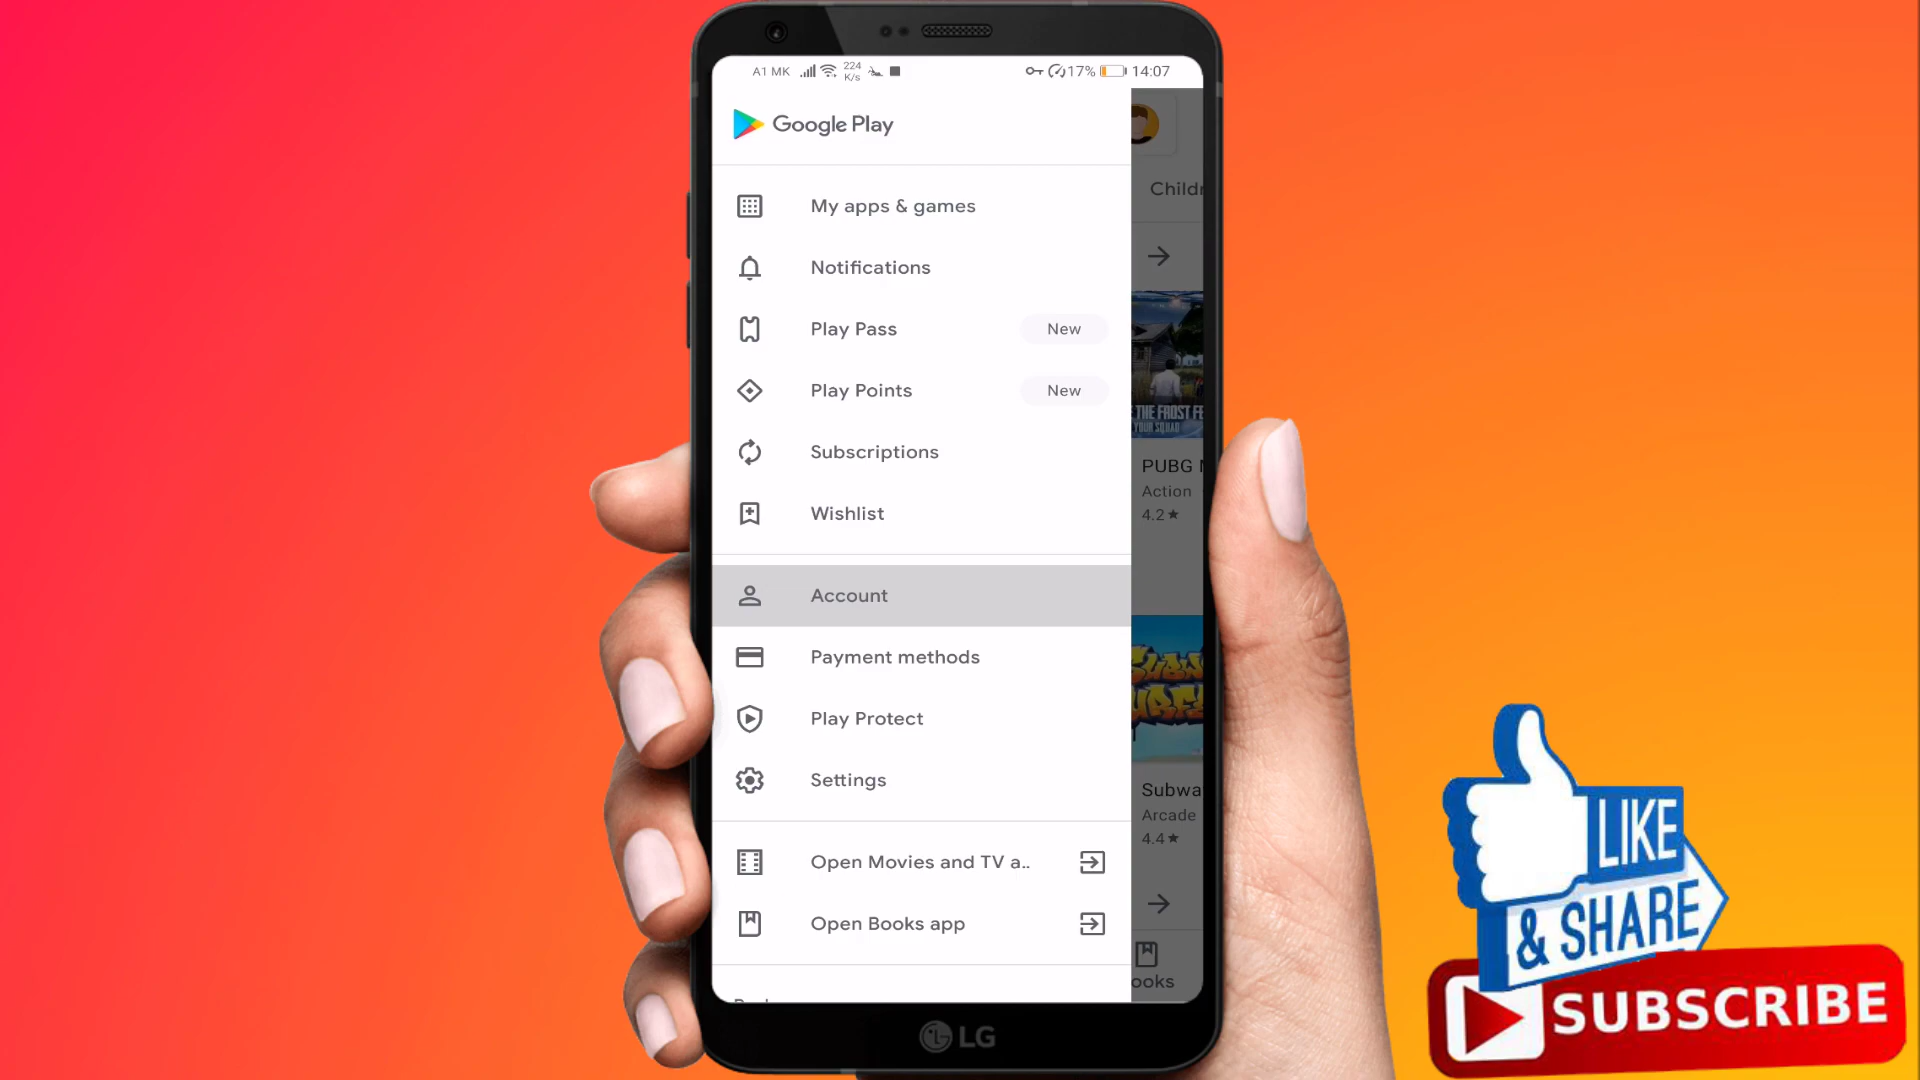 A1 MK 224 K/s 17% 14:07
Google Play
My apps & games
Notifications
Play Pass New
Play Points New
Subscriptions
Wishlist
Account
Payment methods
Play Protect
Settings
Open Movies and TV a..
Open Books app
Childr
THE FROST FE
YOUR SQUAD
PUBG
Action
4.2★
Subwa
Arcade
4.4★
ooks
LG
LIKE
& SHARE
SUBSCRIBE